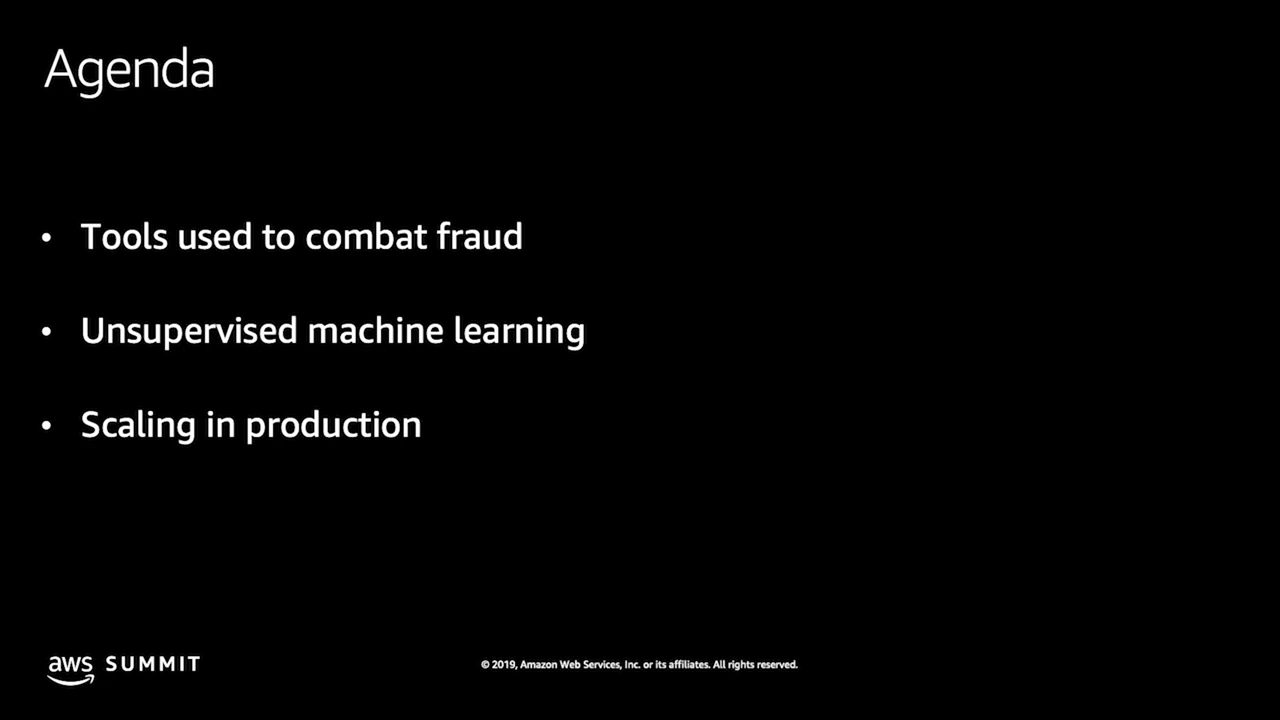 Agenda
• Tools used to combat fraud
• Unsupervised machine learning
• Scaling in production
aws SUMMIT
© 2019, Amazon Web Services, Inc. or its affiliates. All rights reserved.